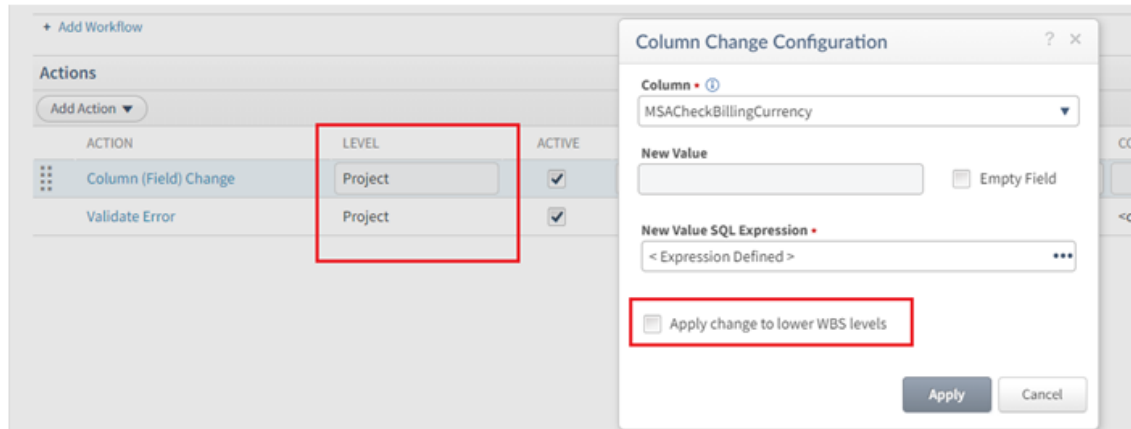 + Add Workflow
Actions
Add Action ▼
ACTION LEVEL ACTIVE
Column (Field) Change Project
Validate Error Project
Column Change Configuration ? ×
Column •
MSACheckBillingCurrency
New Value
Empty Field
New Value SQL Expression •
< Expression Defined > •••
Apply change to lower WBS levels
Apply Cancel